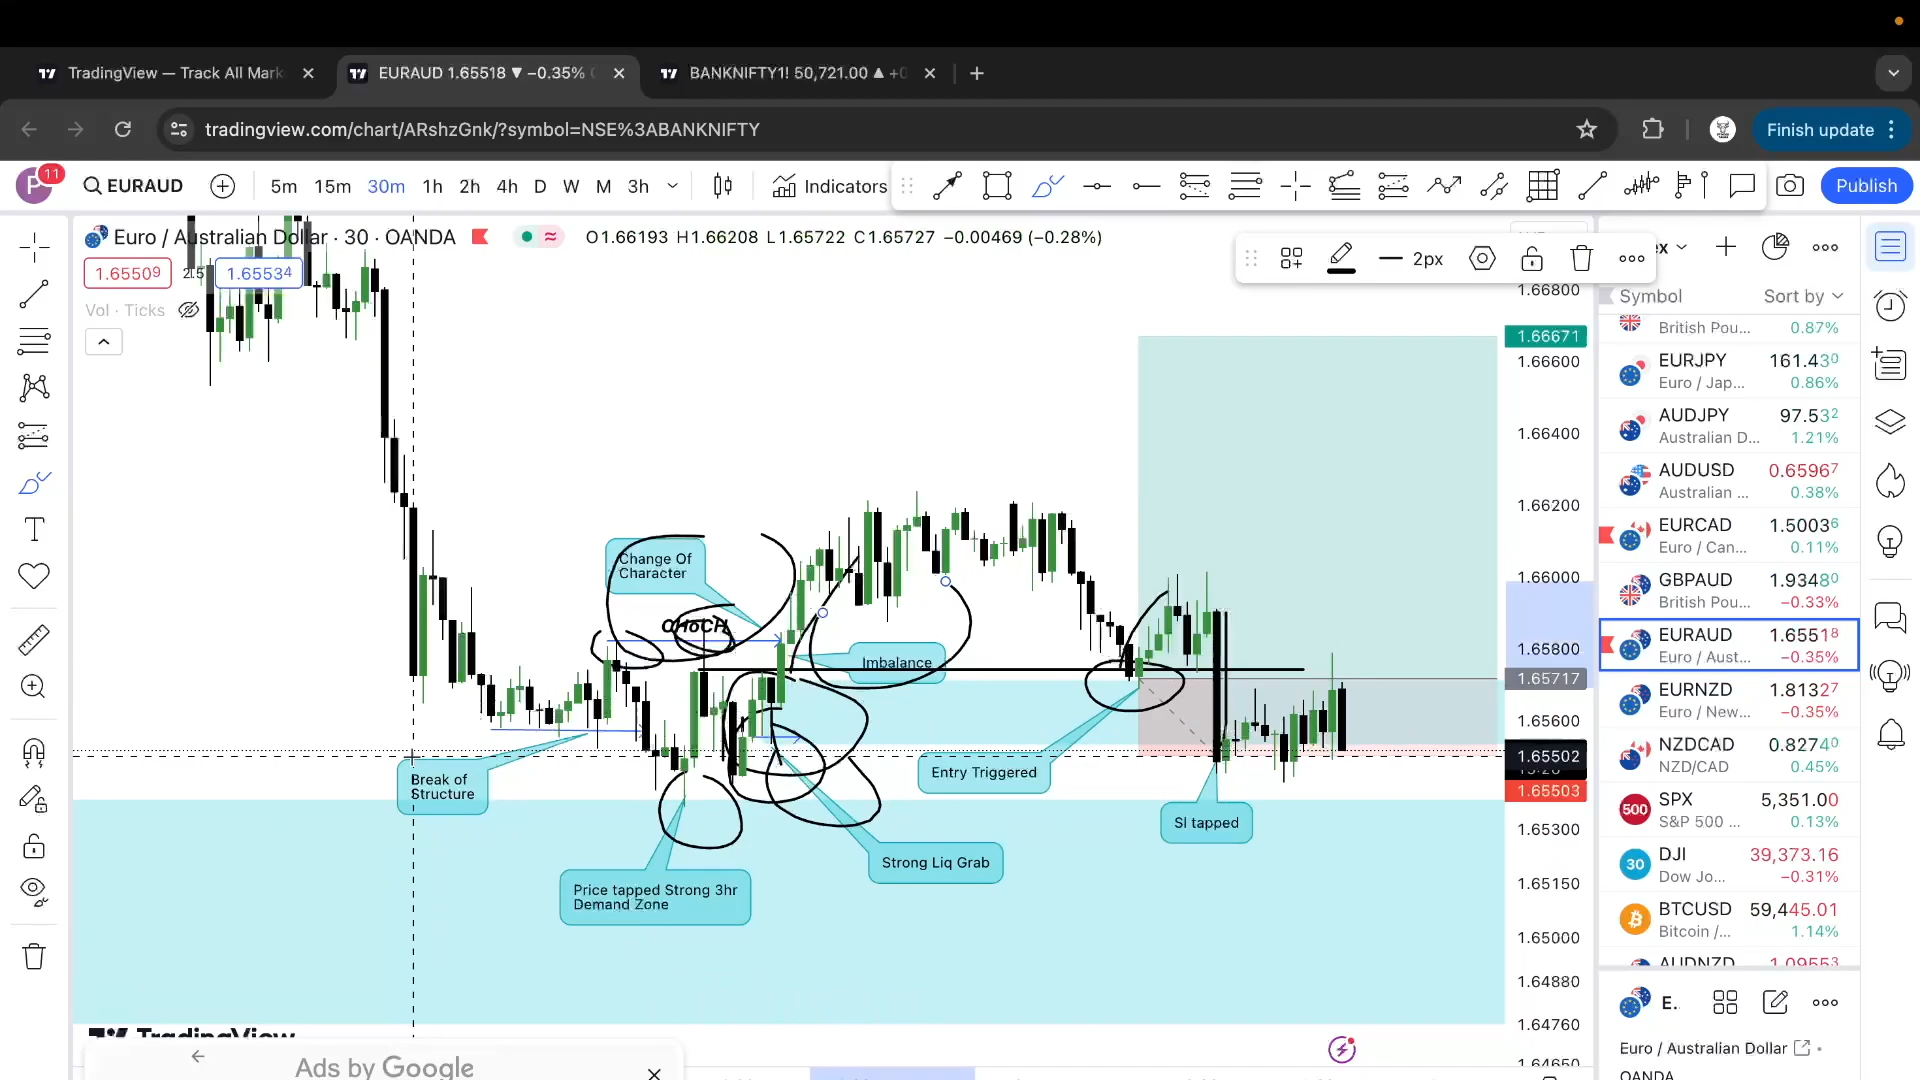 TradingView — Track All Mark
EURAUD 1.65518 ▼ −0.35%
BANKNIFTY1! 50,721.00 ▲ +0
tradingview.com/chart/ARshzGnk/?symbol=NSE%3ABANKNIFTY
Finish update
P 11
EURAUD
5m 15m 30m 1h 2h 4h D W M 3h
Indicators
Publish
Euro / Australian Dollar · 30 · OANDA
O1.66193 H1.66208 L1.65722 C1.65727 −0.00469 (−0.28%)
1.65509 2.5 1.65534
Vol · Ticks
2px
Symbol
Sort by
British Pou... 0.87%
EURJPY 161.430
Euro / Jap... 0.86%
AUDJPY 97.532
Australian D... 1.21%
AUDUSD 0.65967
Australian ... 0.38%
EURCAD 1.50036
Euro / Can... 0.11%
GBPAUD 1.93480
British Pou... −0.33%
EURAUD 1.65518
Euro / Aust... −0.35%
EURNZD 1.81327
Euro / New... −0.35%
NZDCAD 0.82740
NZD/CAD 0.45%
SPX 5,351.00
S&P 500 ... 0.13%
DJI 39,373.16
Dow Jo... −0.31%
BTCUSD 59,445.01
Bitcoin /... 1.14%
AUDNZD 1.09553
E.
Euro / Australian Dollar
OANDA
1.66800
1.66671
1.66600
1.66400
1.66200
1.66000
1.65800
1.65717
1.65600
1.65502
1.65503
1.65300
1.65150
1.65000
1.64880
1.64760
1.64650
Change Of
Character
CHoCH
Imbalance
Break of
Structure
Entry Triggered
Sl tapped
Strong Liq Grab
Price tapped Strong 3hr
Demand Zone
TradingView
Ads by Google